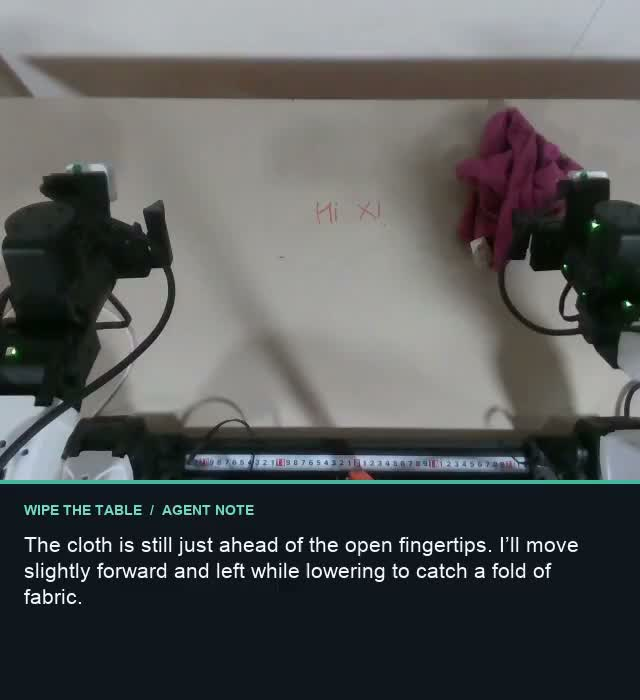 Hi X!
WIPE THE TABLE / AGENT NOTE
The cloth is still just ahead of the open fingertips. I’ll move
slightly forward and left while lowering to catch a fold of
fabric.